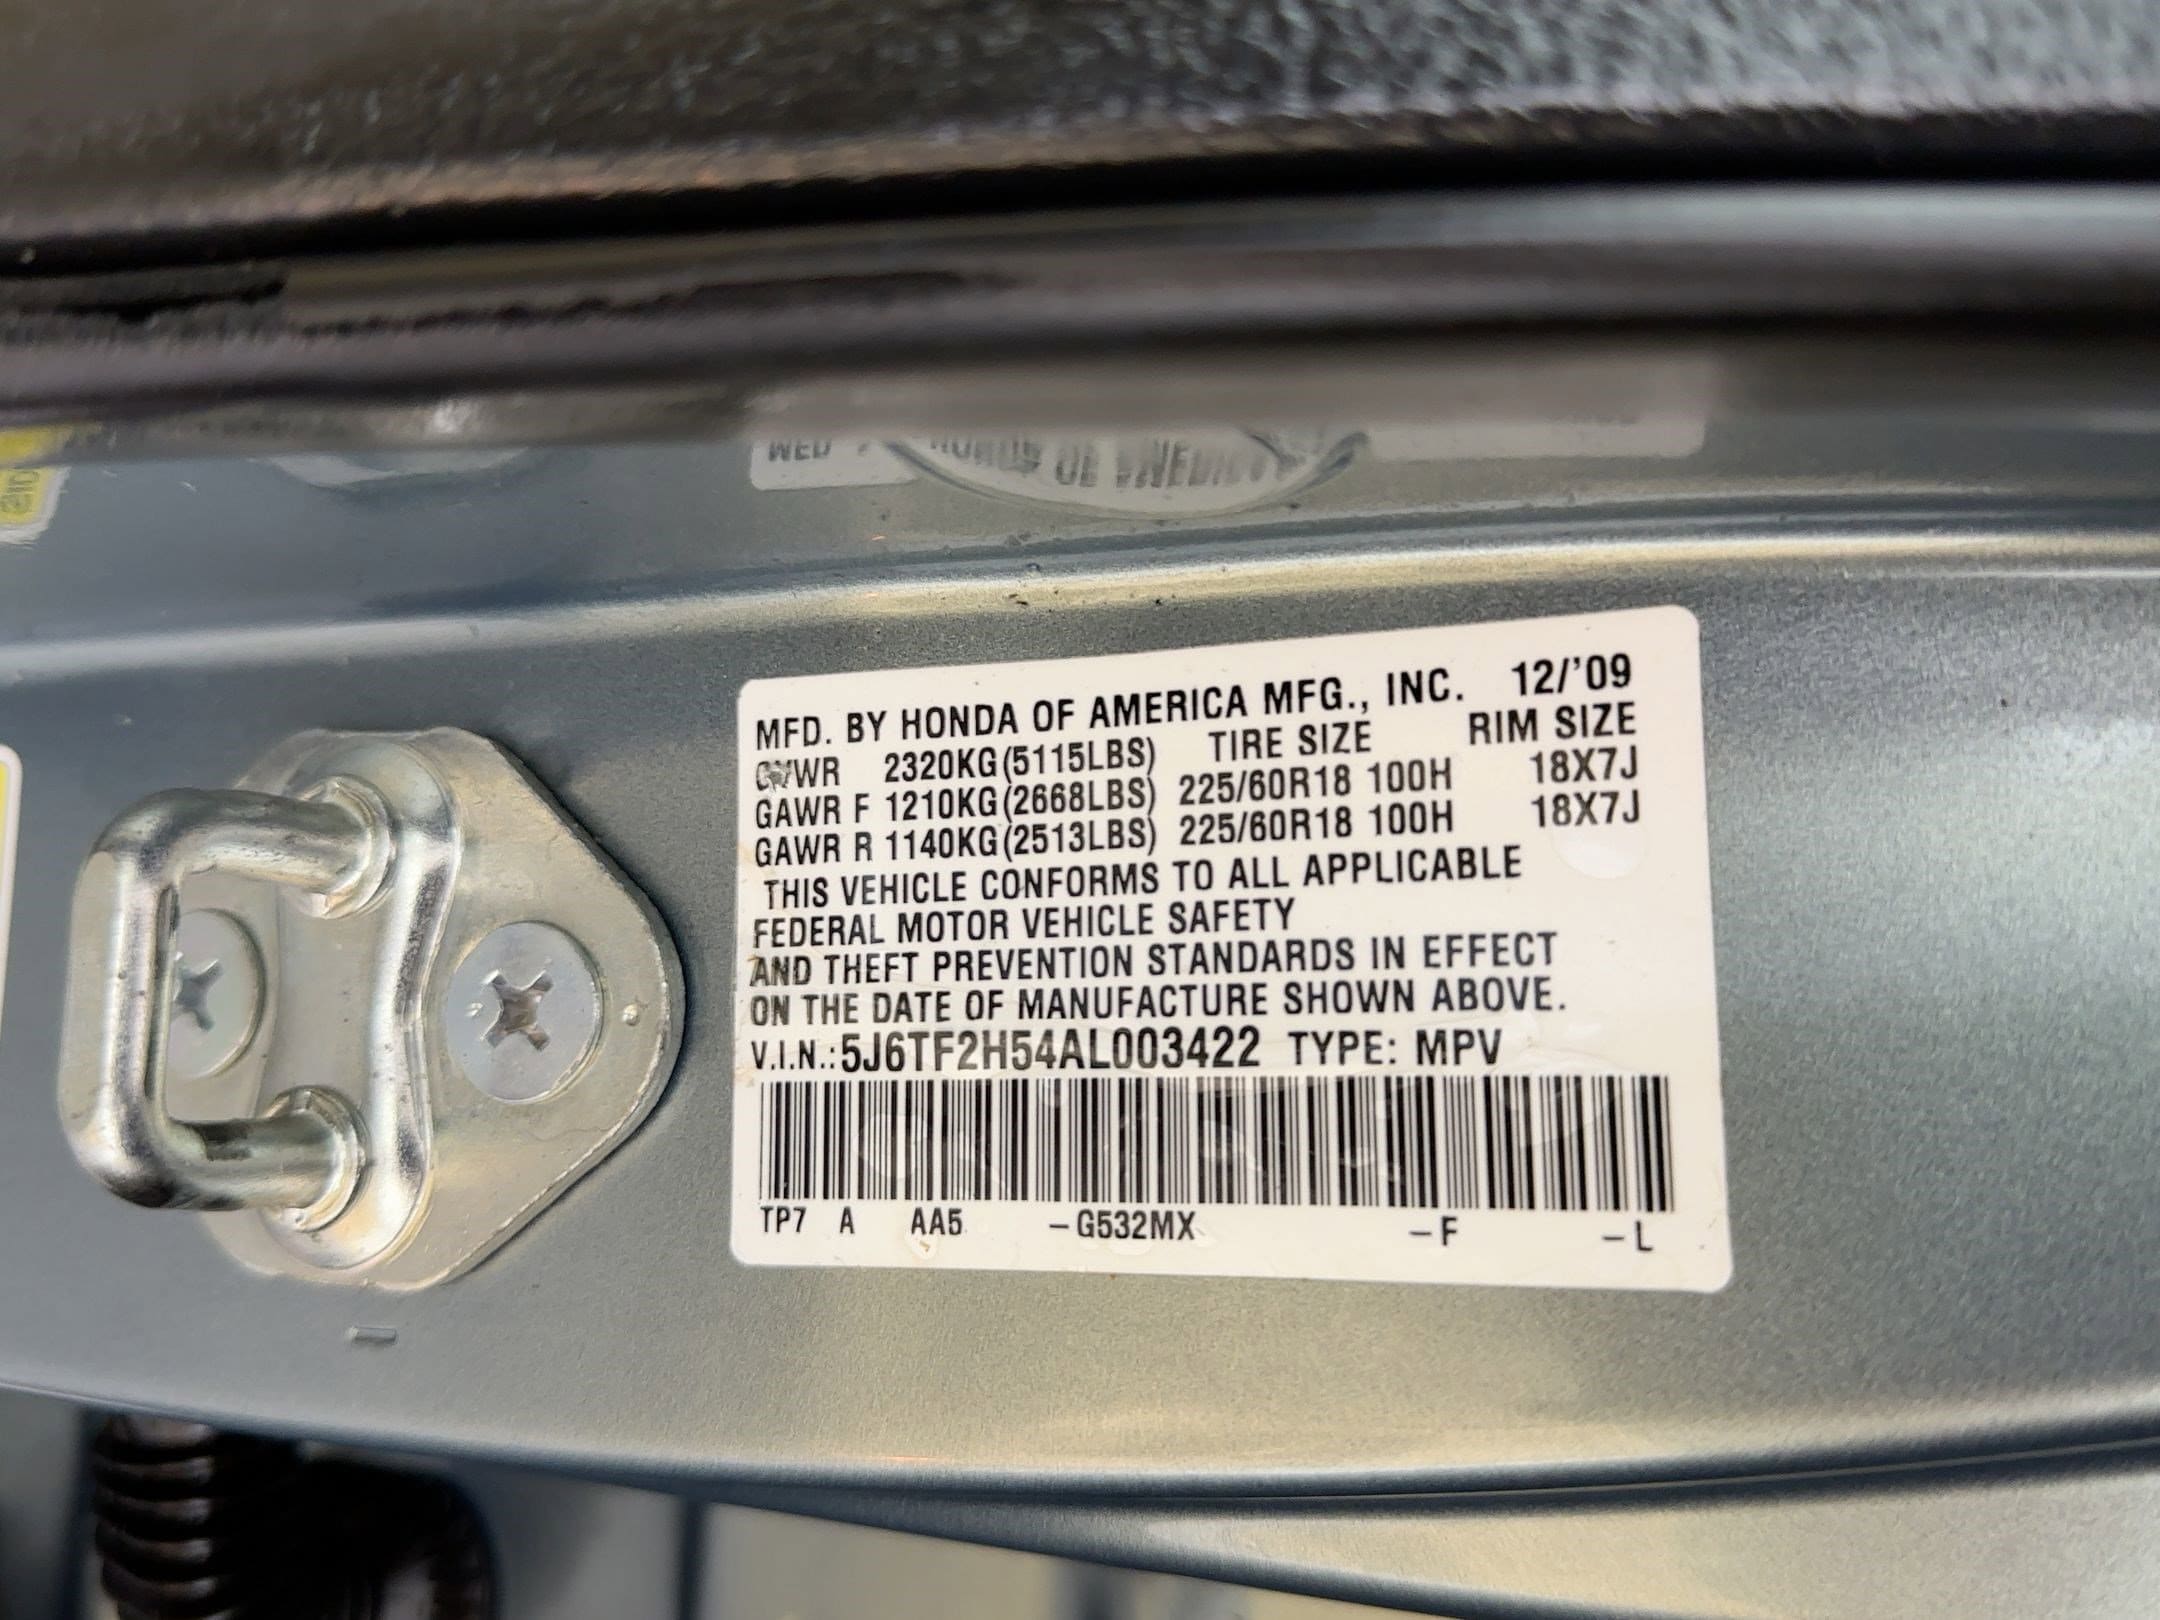 MFD. BY HONDA OF AMERICA MFG., INC. 12/'09
GVWR 2320KG(5115LBS) TIRE SIZE RIM SIZE
GAWR F 1210KG(2668LBS) 225/60R18 100H 18X7J
GAWR R 1140KG(2513LBS) 225/60R18 100H 18X7J
THIS VEHICLE CONFORMS TO ALL APPLICABLE
FEDERAL MOTOR VEHICLE SAFETY
AND THEFT PREVENTION STANDARDS IN EFFECT
ON THE DATE OF MANUFACTURE SHOWN ABOVE.
V.I.N.:5J6TF2H54AL003422 TYPE: MPV
TP7 A AA5 -G532MX -F -L